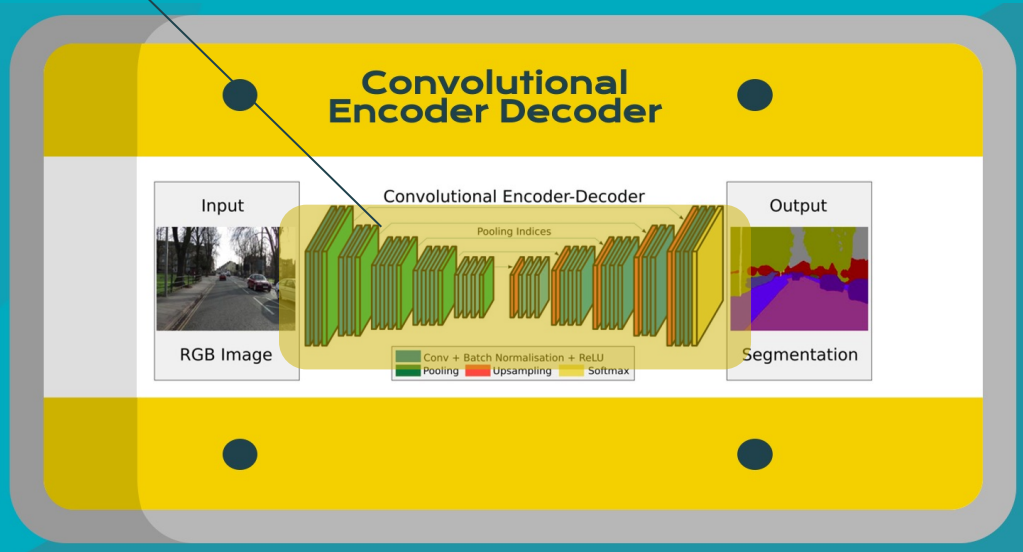 Convolutional
Encoder Decoder
Input
Convolutional Encoder-Decoder
Output
Pooling Indices
RGB Image
Segmentation
Conv + Batch Normalisation + ReLU
Pooling Upsampling Softmax